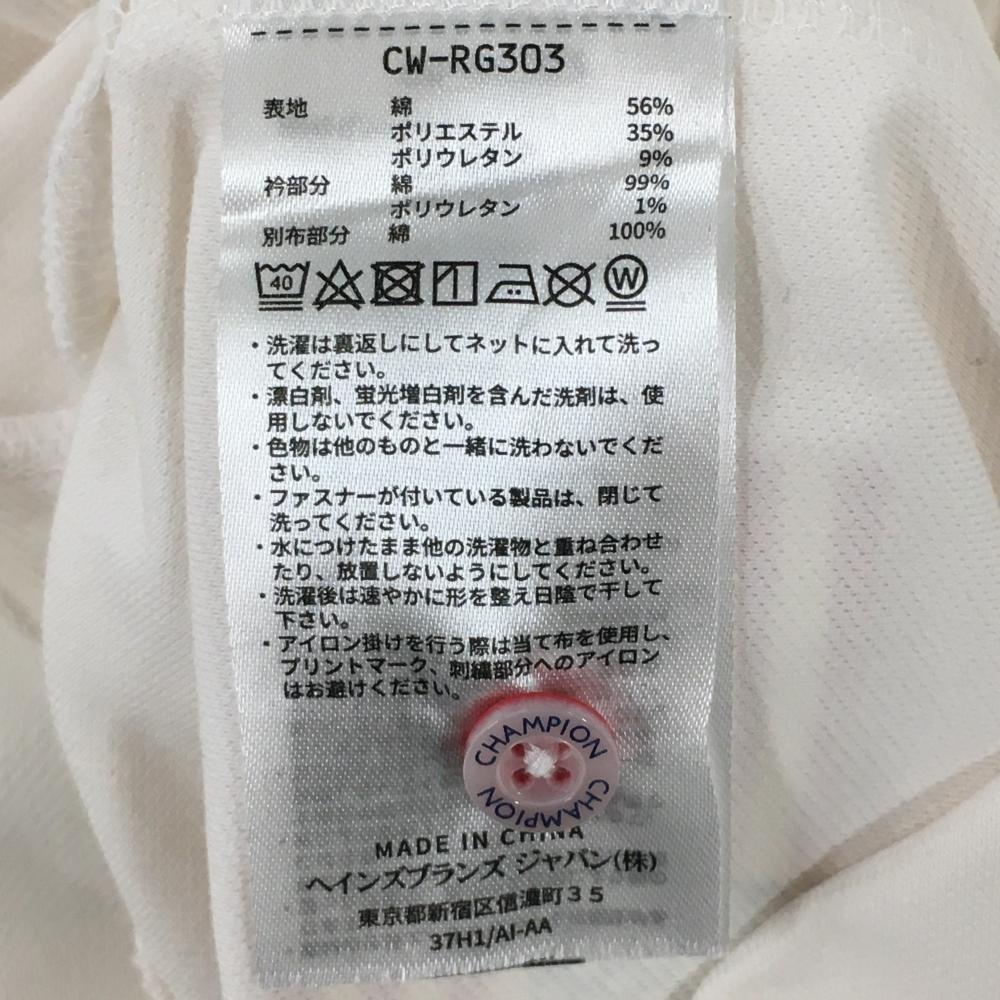 CW-RG303
表地 綿 56%
ポリエステル 35%
ポリウレタン 9%
衿部分 綿 99%
ポリウレタン 1%
別布部分 綿 100%
40 W
・洗濯は裏返しにしてネットに入れて洗っ
てください。
・漂白剤、蛍光増白剤を含んだ洗剤は、使
用しないでください。
・色物は他のものと一緒に洗わないでくだ
さい。
・ファスナーが付いている製品は、閉じて
洗ってください。
・水につけたまま他の洗濯物と重ね合わせ
たり、放置しないようにしてください。
・洗濯後は速やかに形を整え日陰で干して
下さい。
・アイロン掛けを行う際は当て布を使用し、
プリントマーク、刺繍部分へのアイロン
はお避けください。
CHAMPION
CHAMPION
MADE IN CHINA
ヘインズブランズ ジャパン(株)
東京都新宿区信濃町35
37H1/AI-AA